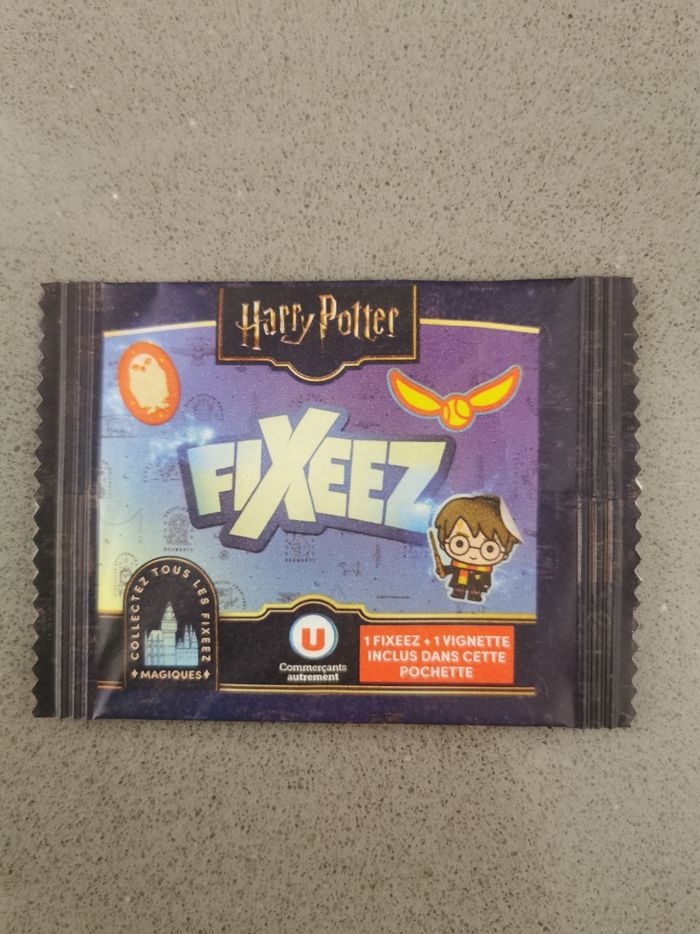 Harry Potter
FIXEEZ
COLLECTEZ TOUS LES FIXEEZ
MAGIQUES
U
Commerçants
autrement
1 FIXEEZ + 1 VIGNETTE
INCLUS DANS CETTE
POCHETTE